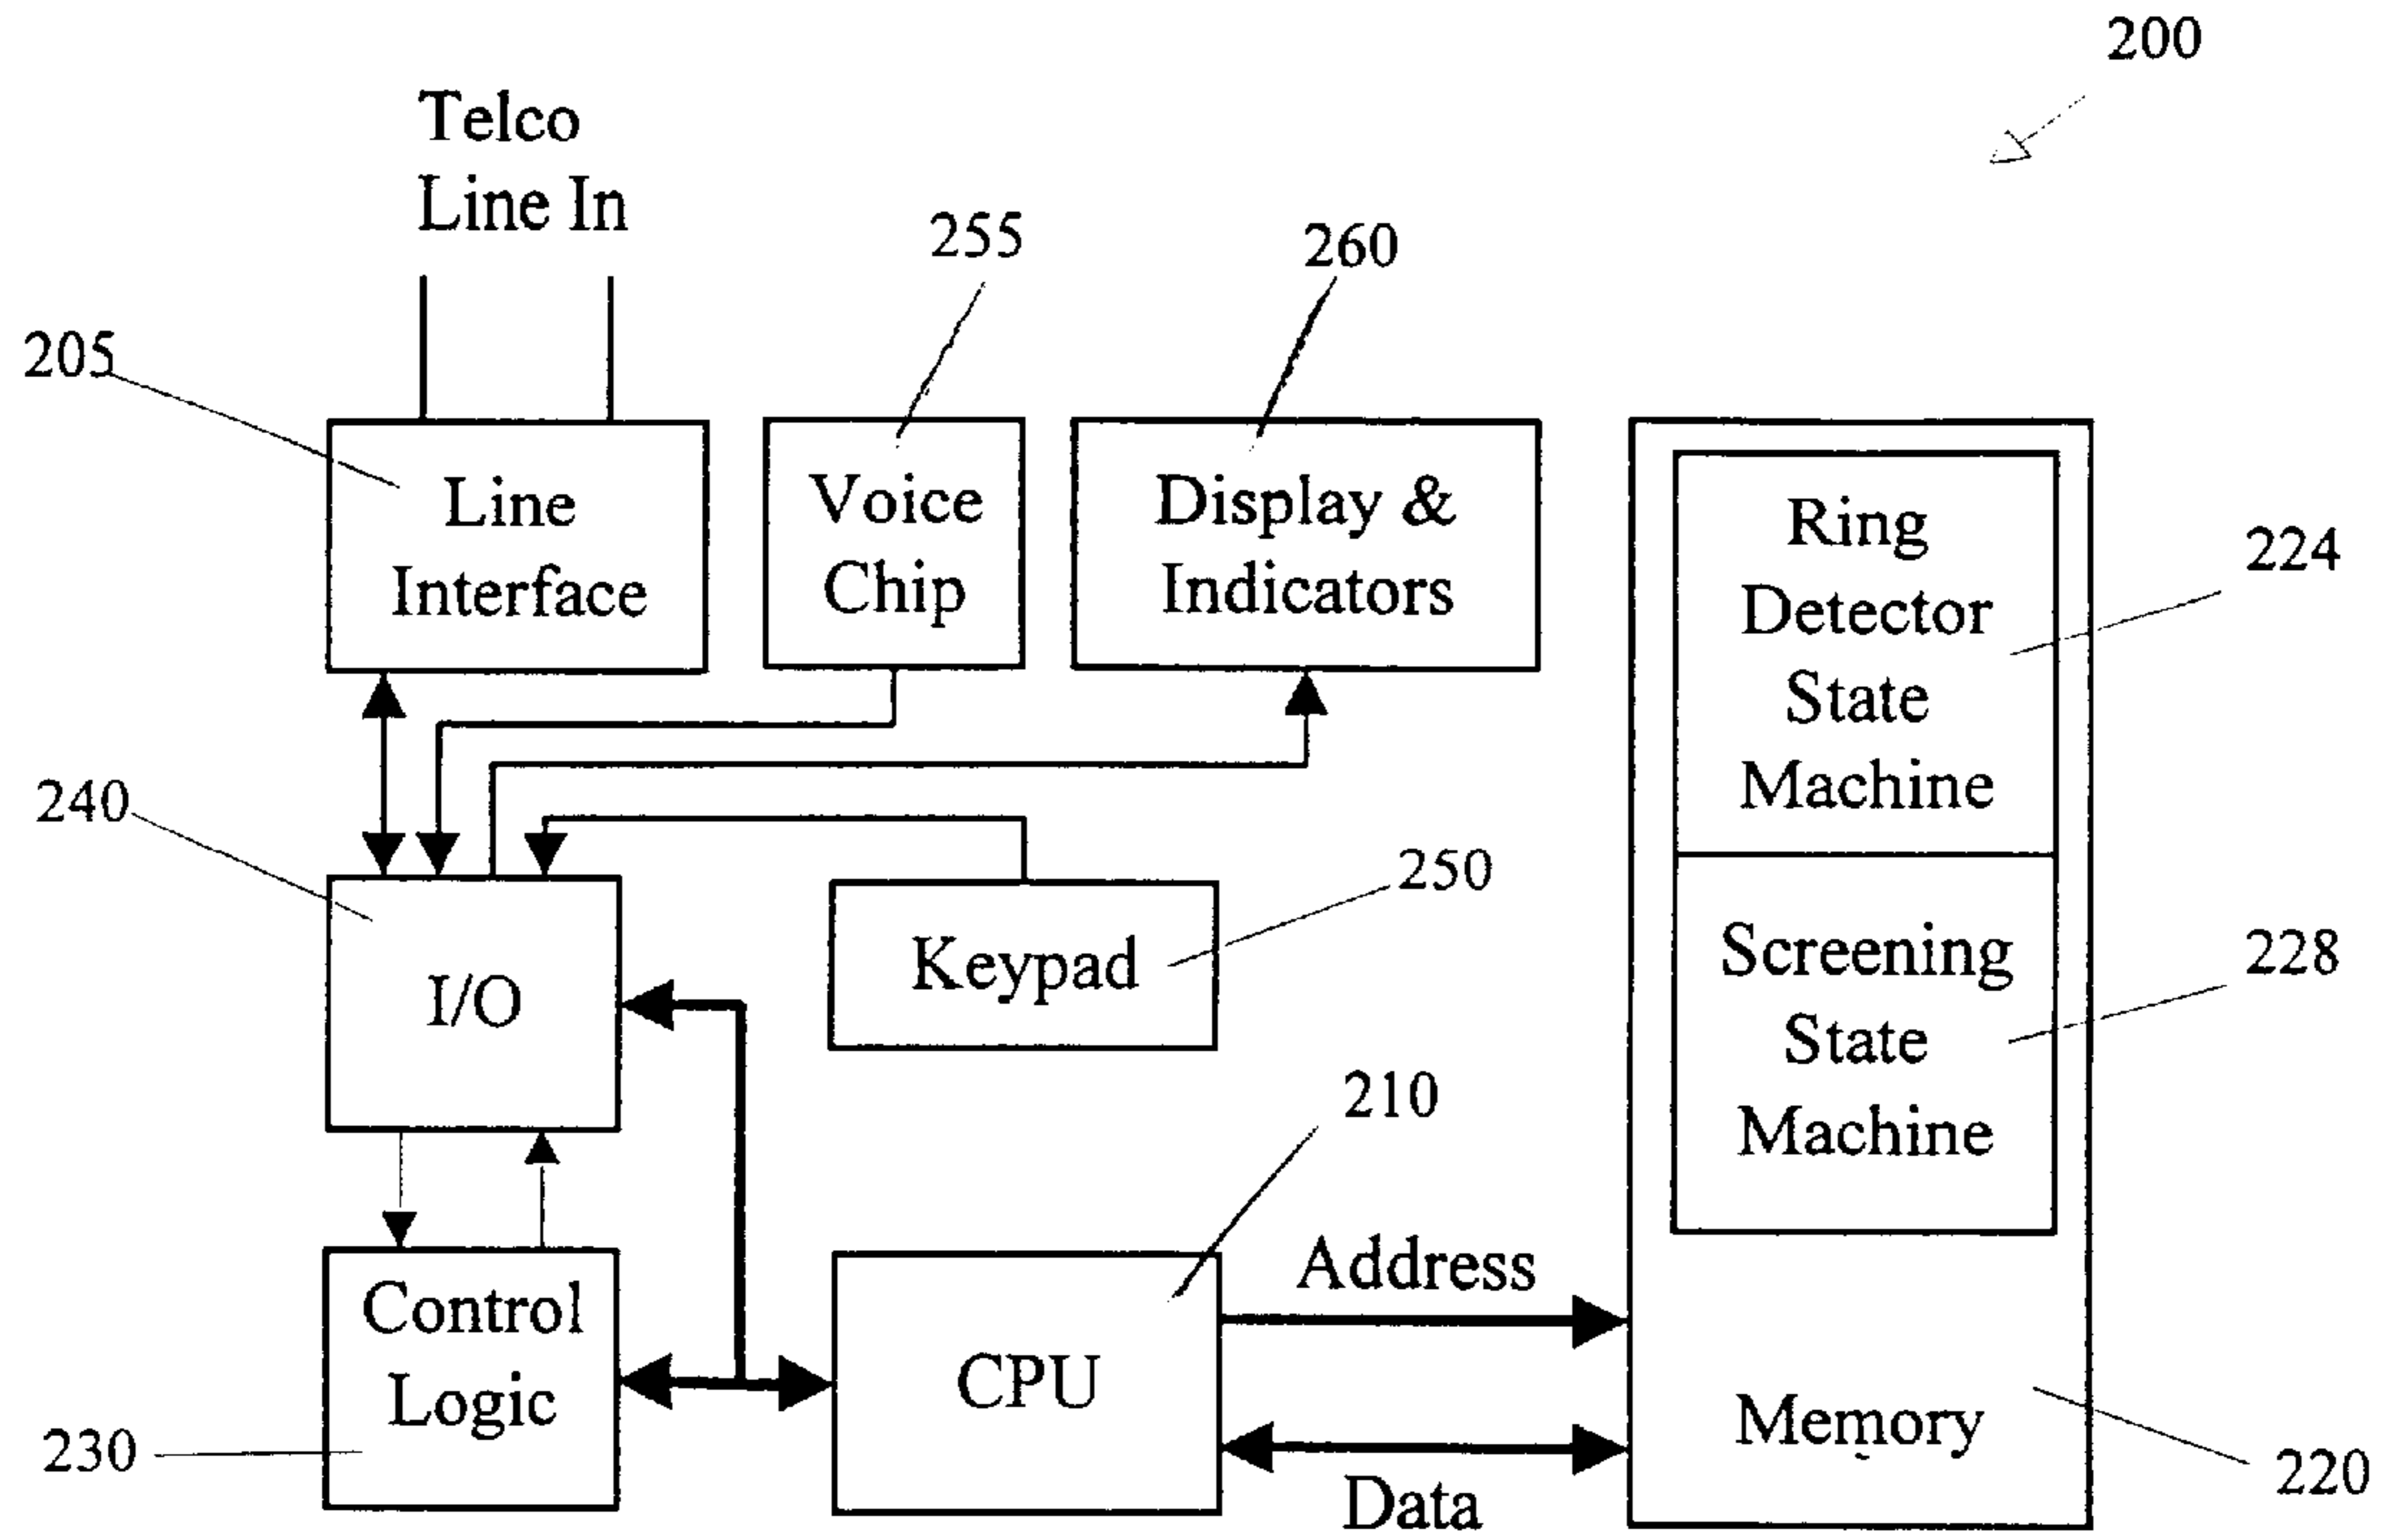 200
Telco
Line In
255
260
205
Line
Interface
Voice
Chip
Display &
Indicators
Ring
Detector
State
Machine
224
240
250
Keypad
I/O
Screening
State
Machine
228
210
Control
Logic
230
CPU
Address
Data
Memory
220